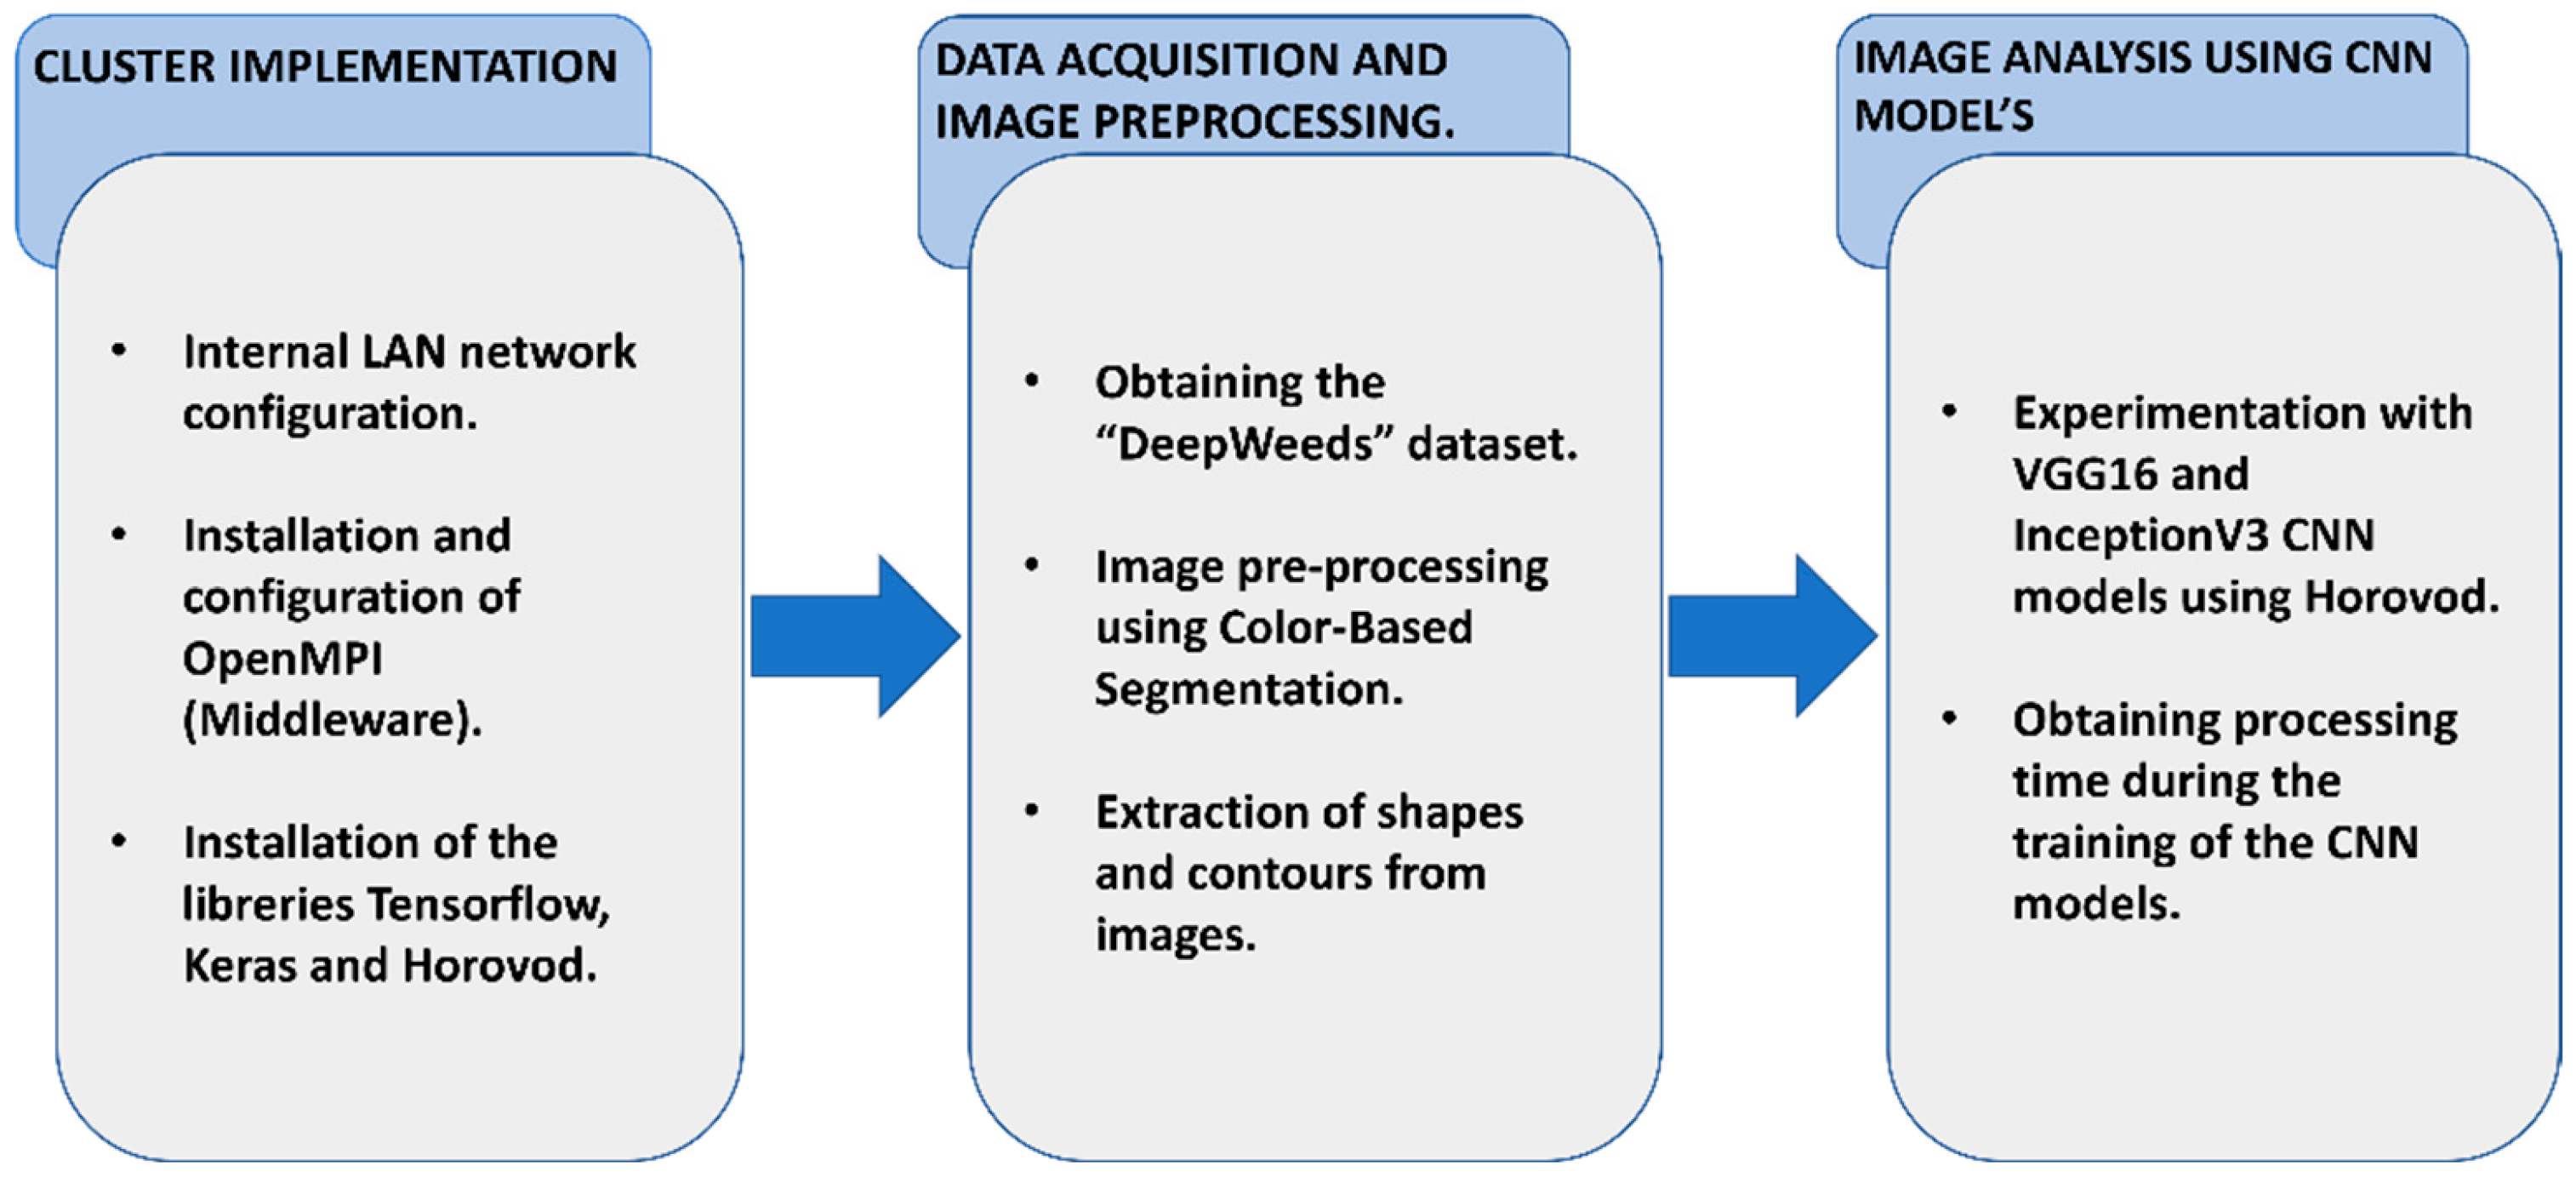 CLUSTER IMPLEMENTATION
• Internal LAN network
configuration.
• Installation and
configuration of
OpenMPI
(Middleware).
• Installation of the
libreries Tensorflow,
Keras and Horovod.
DATA ACQUISITION AND
IMAGE PREPROCESSING.
• Obtaining the
“DeepWeeds” dataset.
• Image pre-processing
using Color-Based
Segmentation.
• Extraction of shapes
and contours from
images.
IMAGE ANALYSIS USING CNN
MODEL’S
• Experimentation with
VGG16 and
InceptionV3 CNN
models using Horovod.
• Obtaining processing
time during the
training of the CNN
models.